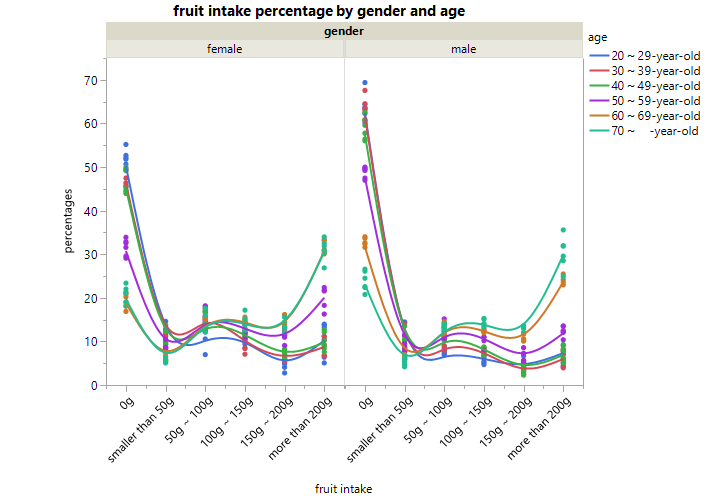 fruit intake percentage by gender and age
gender
female
male
percentages
70
60
50
40
30
20
10
0
0g
smaller than 50g
50g ~ 100g
100g ~ 150g
150g ~ 200g
more than 200g
0g
smaller than 50g
50g ~ 100g
100g ~ 150g
150g ~ 200g
more than 200g
fruit intake
age
20 ~ 29-year-old
30 ~ 39-year-old
40 ~ 49-year-old
50 ~ 59-year-old
60 ~ 69-year-old
70 ~    -year-old